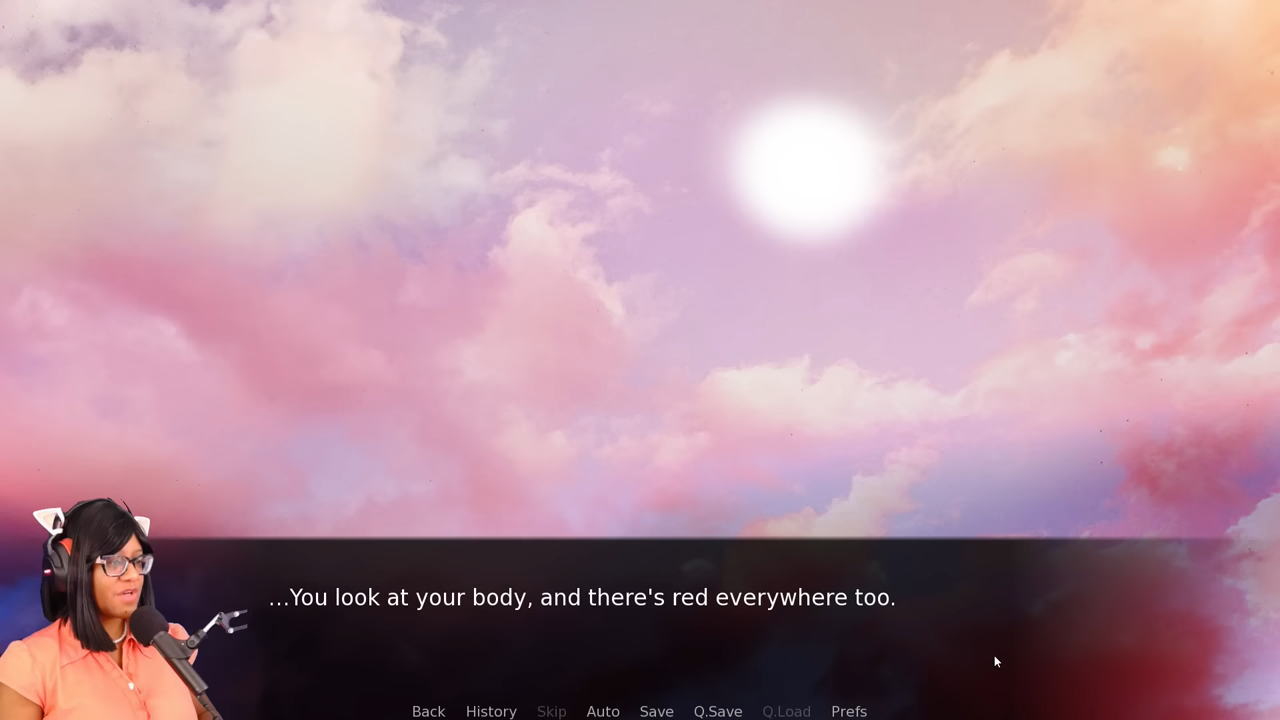 ...You look at your body, and there's red everywhere too.
Back History Skip Auto Save Q.Save Q.Load Prefs